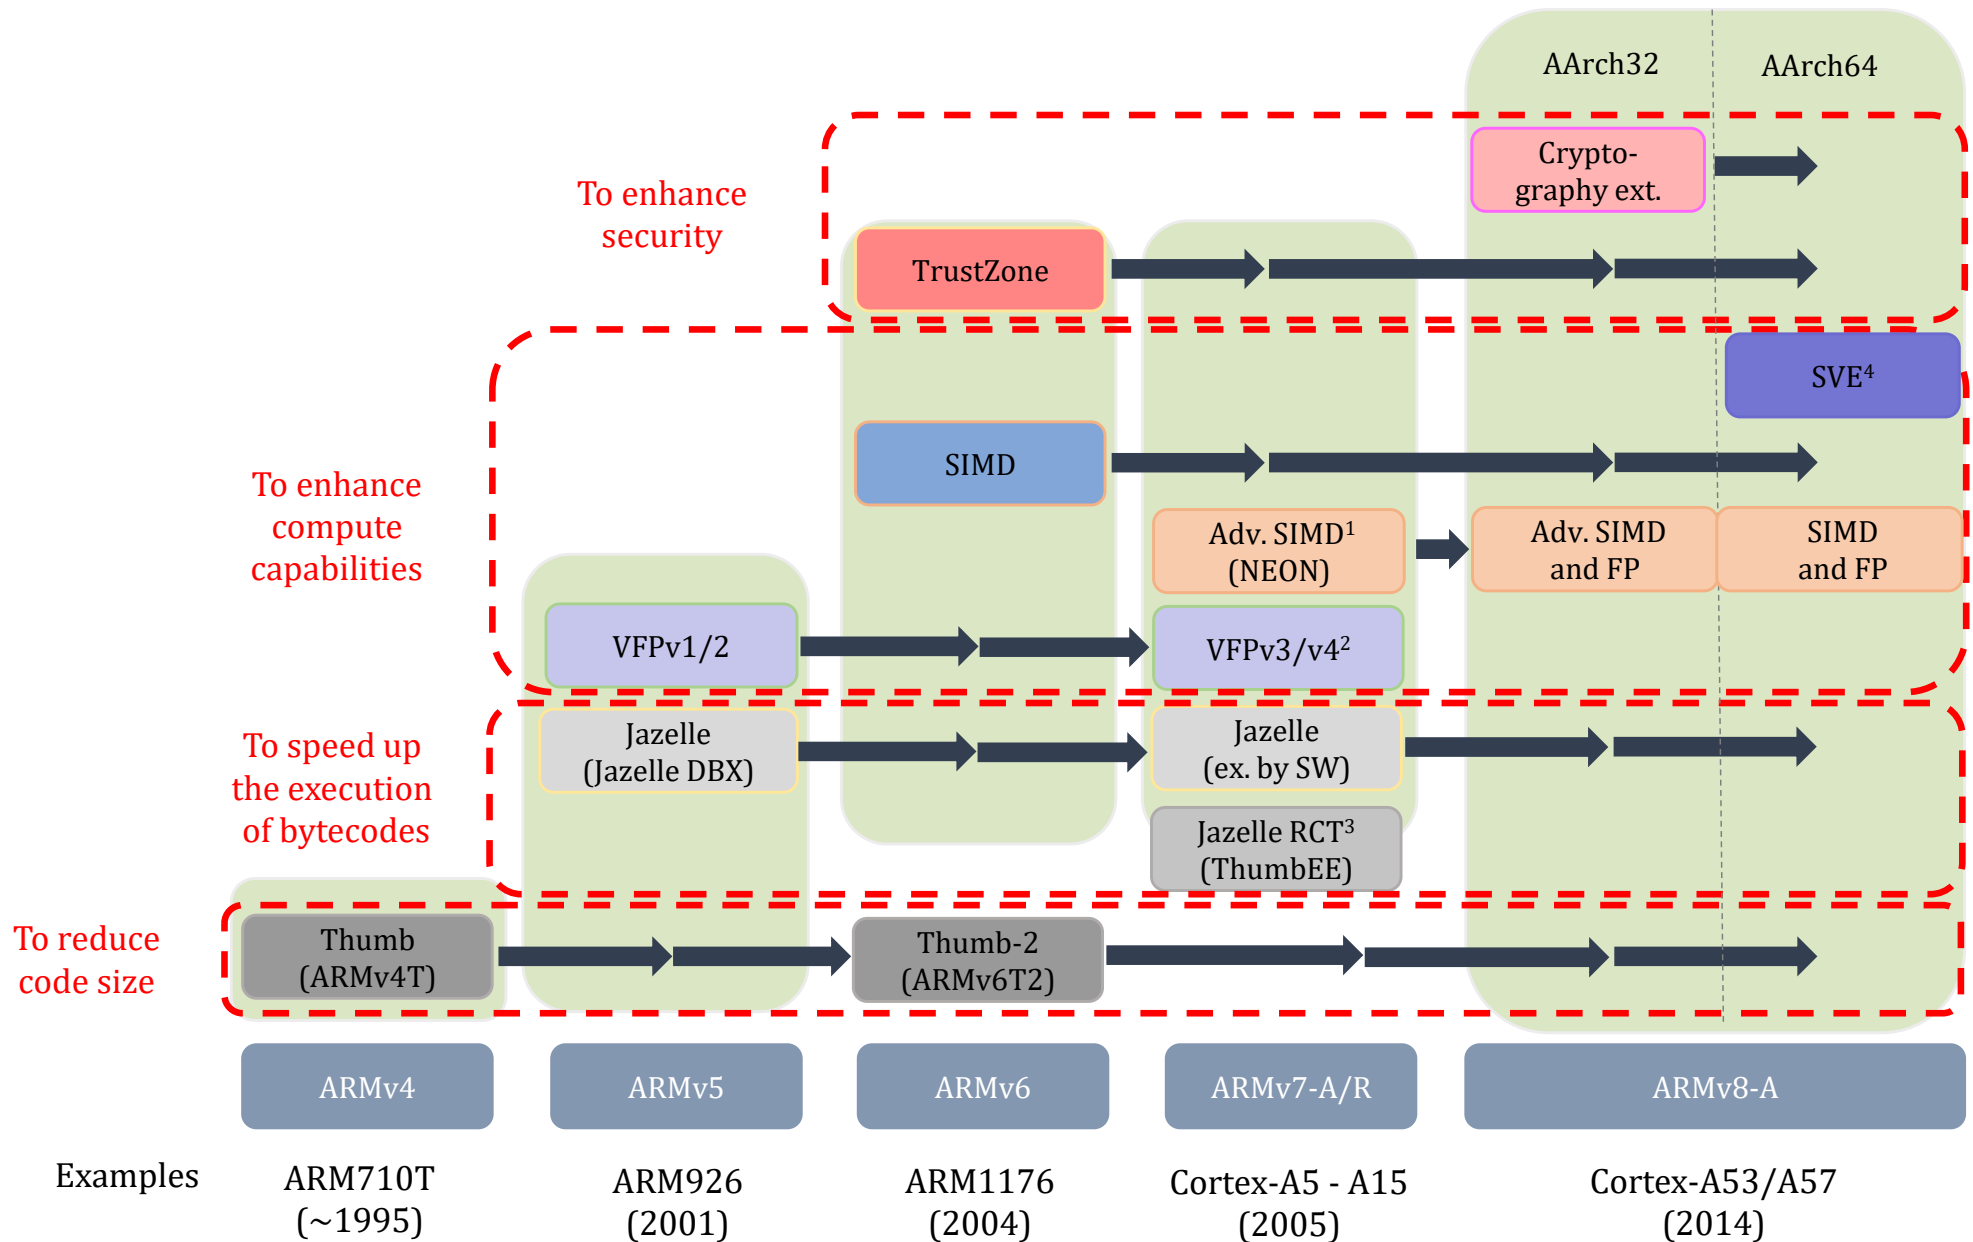 AArch32
AArch64
To enhance
security
Crypto-
graphy ext.
TrustZone
To enhance
compute
capabilities
SVE⁴
SIMD
Adv. SIMD¹
(NEON)
Adv. SIMD
and FP
SIMD
and FP
VFPv1/2
VFPv3/v4²
To speed up
the execution
of bytecodes
Jazelle
(Jazelle DBX)
Jazelle
(ex. by SW)
Jazelle RCT³
(ThumbEE)
To reduce
code size
Thumb
(ARMv4T)
Thumb-2
(ARMv6T2)
ARMv4
ARMv5
ARMv6
ARMv7-A/R
ARMv8-A
Examples
ARM710T
(~1995)
ARM926
(2001)
ARM1176
(2004)
Cortex-A5 - A15
(2005)
Cortex-A53/A57
(2014)